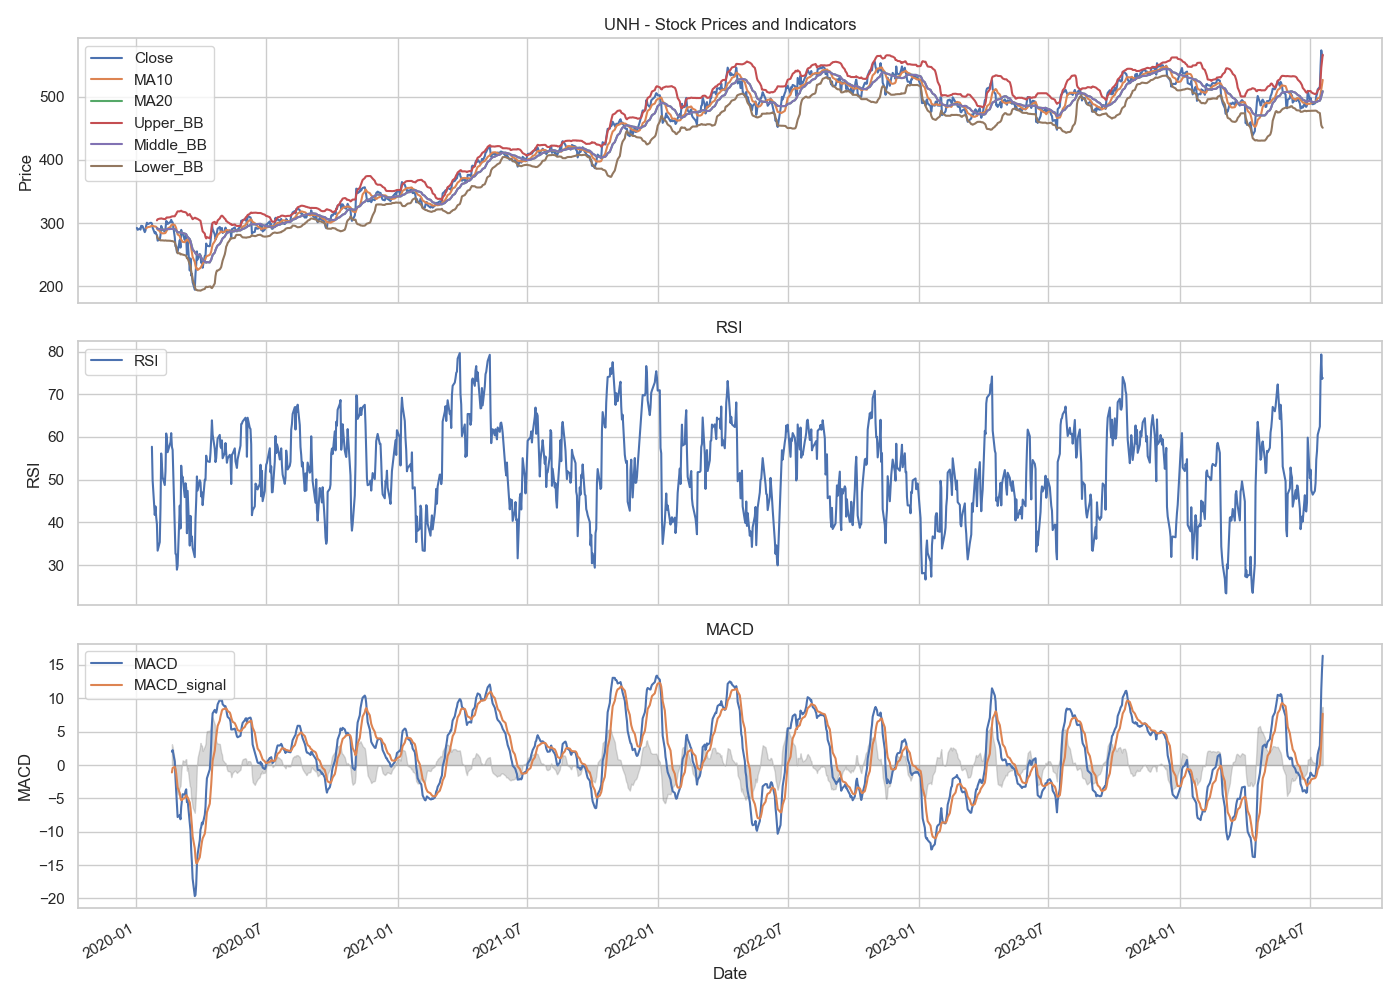 UNH - Stock Prices and Indicators
Close
MA10
MA20
Upper_BB
Middle_BB
Lower_BB
500
400
300
200
Price
RSI
RSI
80
70
60
50
40
30
RSI
MACD
MACD
MACD_signal
15
10
5
0
−5
−10
−15
−20
MACD
2020-01
2020-07
2021-01
2021-07
2022-01
2022-07
2023-01
2023-07
2024-01
2024-07
Date